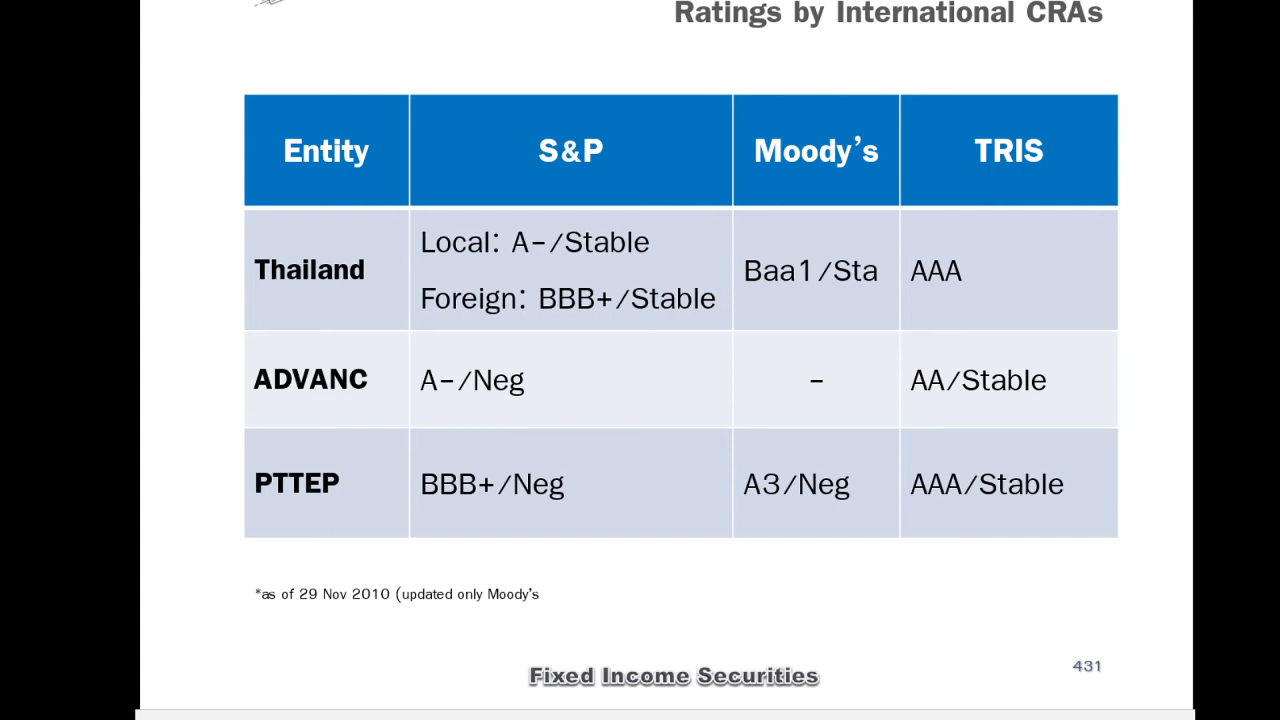 Ratings by International CRAs
Entity S&P Moody's TRIS
Thailand Local: A-/Stable Foreign: BBB+/Stable Baa1/Sta AAA
ADVANC A-/Neg - AA/Stable
PTTEP BBB+/Neg A3/Neg AAA/Stable
*as of 29 Nov 2010 (updated only Moody's
Fixed Income Securities
431